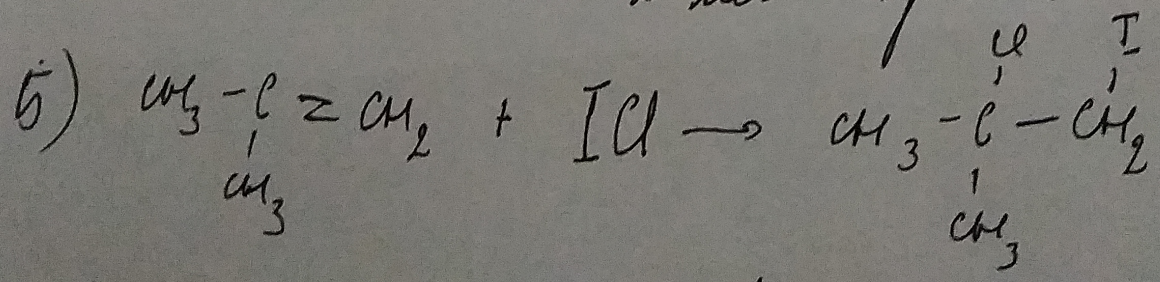 Cl I
5) CH3 - C = CH2 + ICl → CH3 - C - CH2
CH3 CH3